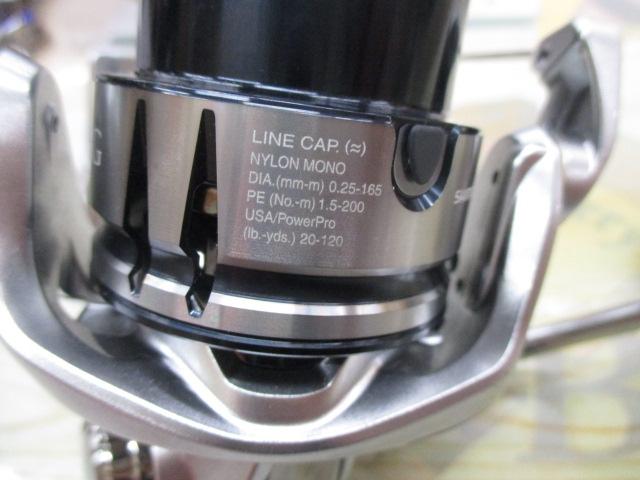 LINE CAP. (≈)
NYLON MONO
DIA.(mm-m) 0.25-165
PE (No.-m) 1.5-200
USA/PowerPro
(lb.-yds.) 20-120
G